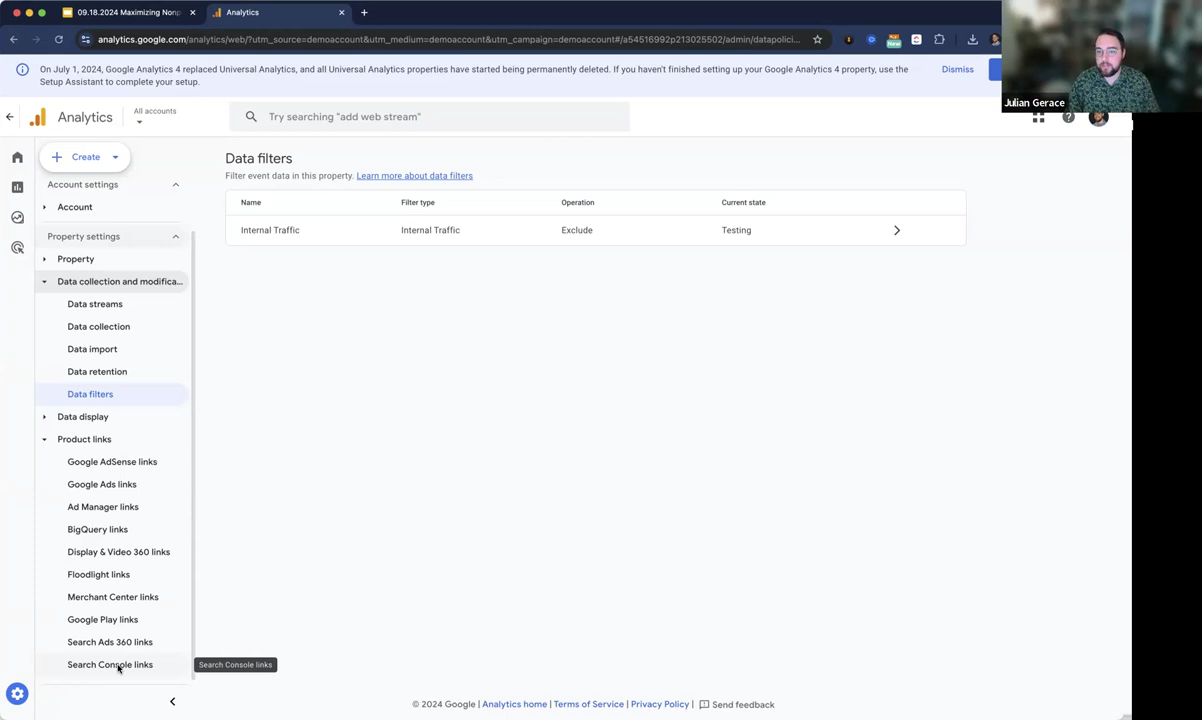 09.18.2024 Maximizing Nonp
Analytics
analytics.google.com/analytics/web/?utm_source=demoaccount&utm_medium=demoaccount&utm_campaign=demoaccount#/a54516992p213025502/admin/datapolici...
New
On July 1, 2024, Google Analytics 4 replaced Universal Analytics, and all Universal Analytics properties have started being permanently deleted. If you haven't finished setting up your Google Analytics 4 property, use the
Setup Assistant to complete your setup.
Dismiss
Julian Gerace
Analytics
All accounts
Try searching "add web stream"
Create
Account settings
Account
Property settings
Property
Data collection and modifica...
Data streams
Data collection
Data import
Data retention
Data filters
Data display
Product links
Google AdSense links
Google Ads links
Ad Manager links
BigQuery links
Display & Video 360 links
Floodlight links
Merchant Center links
Google Play links
Search Ads 360 links
Search Console links
Search Console links
Data filters
Filter event data in this property. Learn more about data filters
Name Filter type Operation Current state
Internal Traffic Internal Traffic Exclude Testing
© 2024 Google | Analytics home | Terms of Service | Privacy Policy | Send feedback